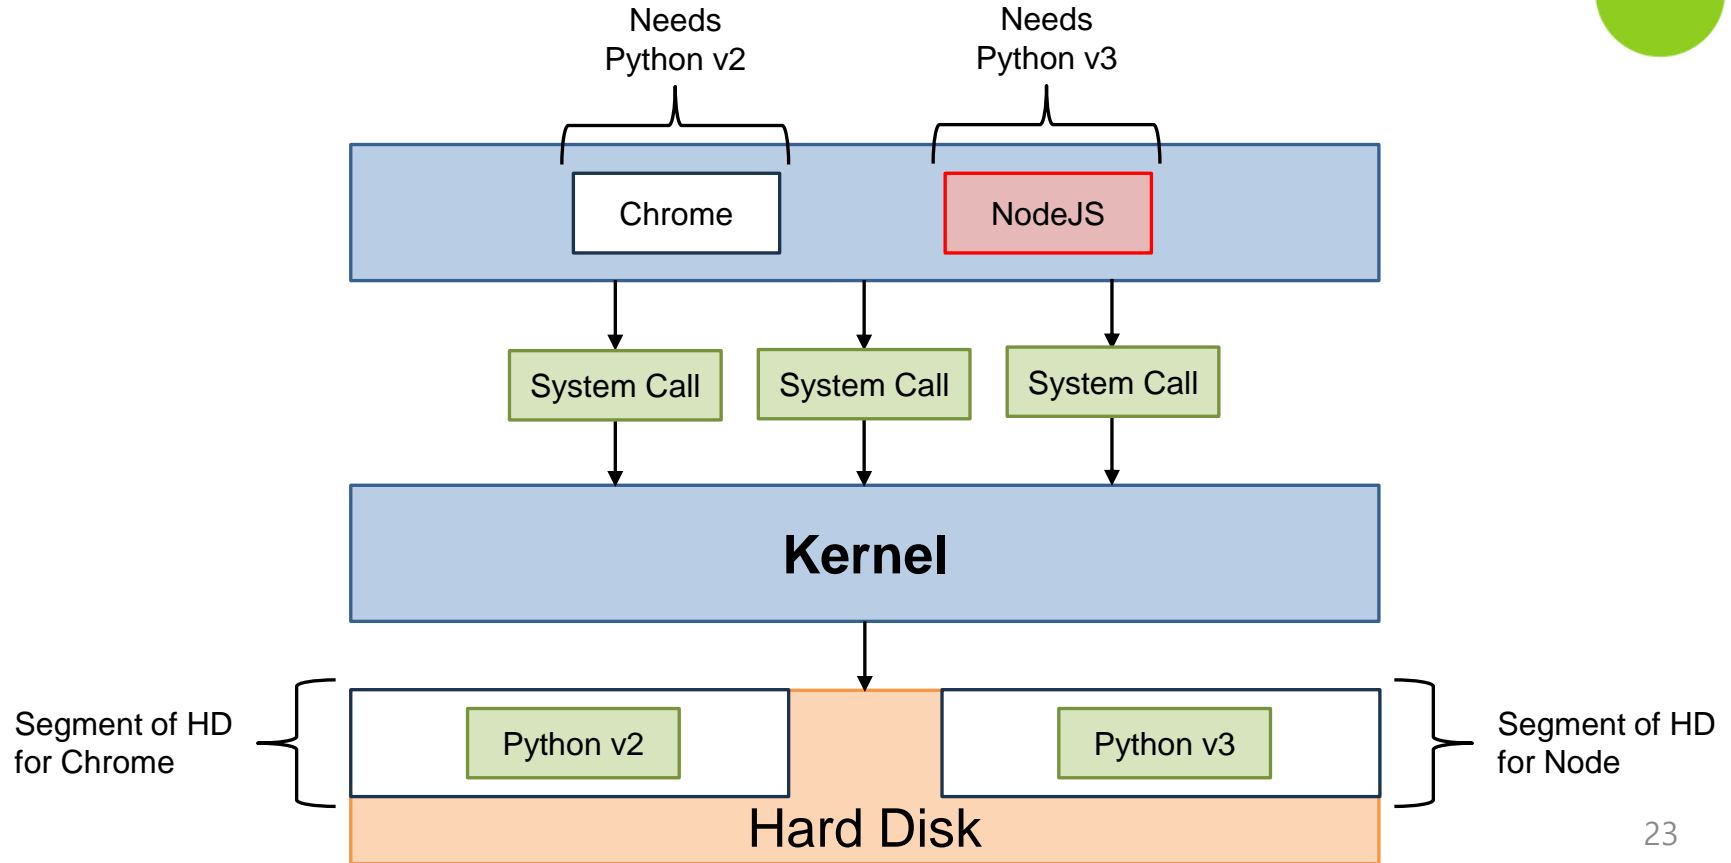 Needs
Python v2
Needs
Python v3
Chrome
NodeJS
System Call
System Call
System Call
Kernel
Segment of HD
for Chrome
Python v2
Python v3
Segment of HD
for Node
Hard Disk
23